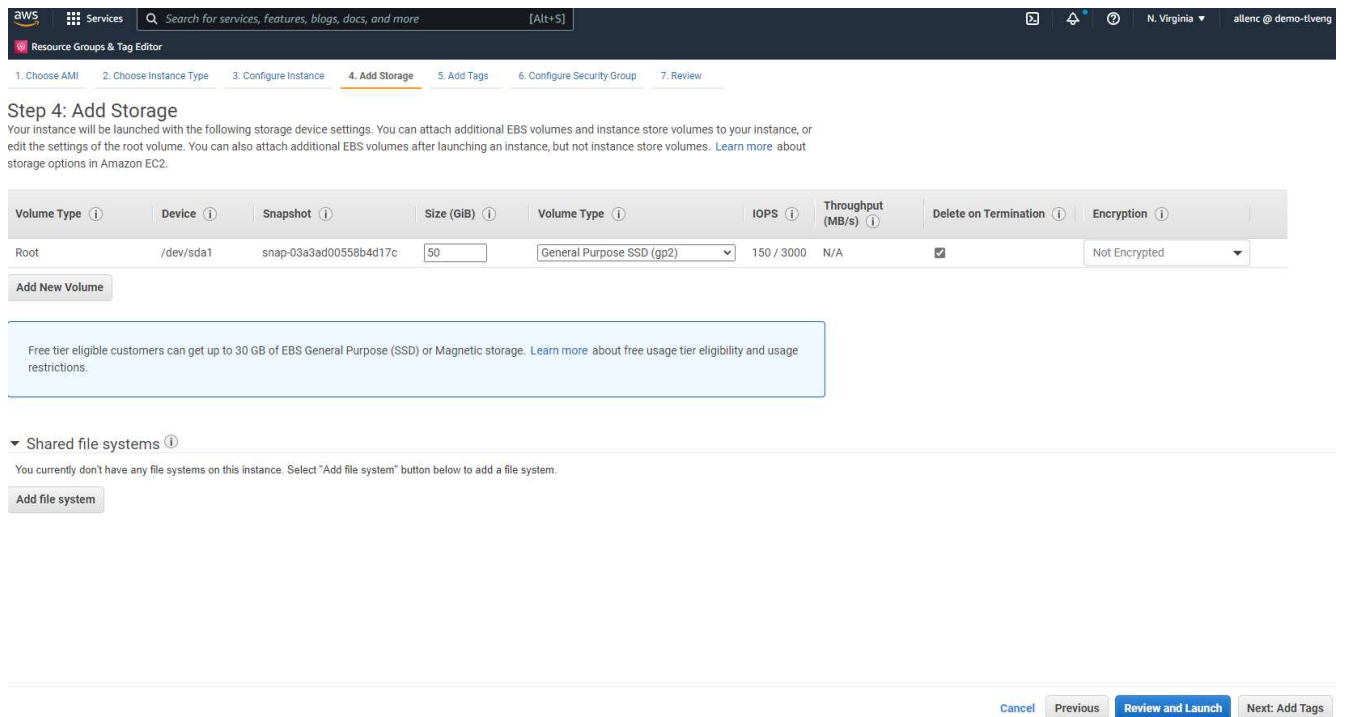 aws Services Search for services, features, blogs, docs, and more [Alt+S] N. Virginia allenc @ demo-tlveng
Resource Groups & Tag Editor
1. Choose AMI 2. Choose Instance Type 3. Configure Instance 4. Add Storage 5. Add Tags 6. Configure Security Group 7. Review
Step 4: Add Storage
Your instance will be launched with the following storage device settings. You can attach additional EBS volumes and instance store volumes to your instance, or
edit the settings of the root volume. You can also attach additional EBS volumes after launching an instance, but not instance store volumes. Learn more about
storage options in Amazon EC2.
Volume Type Device Snapshot Size (GiB) Volume Type IOPS Throughput (MB/s) Delete on Termination Encryption
Root /dev/sda1 snap-03a3ad00558b4d17c 50 General Purpose SSD (gp2) 150 / 3000 N/A Not Encrypted
Add New Volume
Free tier eligible customers can get up to 30 GB of EBS General Purpose (SSD) or Magnetic storage. Learn more about free usage tier eligibility and usage
restrictions.
Shared file systems
You currently don't have any file systems on this instance. Select "Add file system" button below to add a file system.
Add file system
Cancel Previous Review and Launch Next: Add Tags